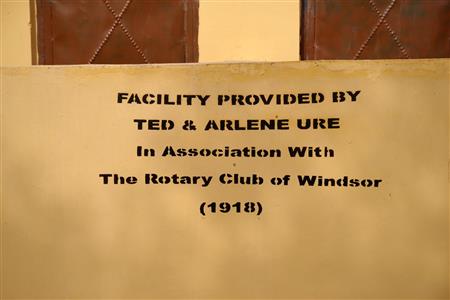 FACILITY PROVIDED BY
TED & ARLENE URE
In Association With
The Rotary Club of Windsor
(1918)